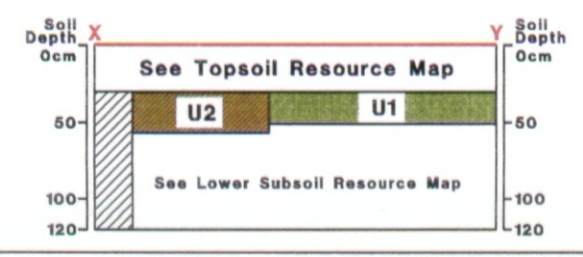 Soil Depth X
Y Soil Depth
0cm
0cm
See Topsoil Resource Map
U2
U1
50
50
See Lower Subsoil Resource Map
100
100
120
120